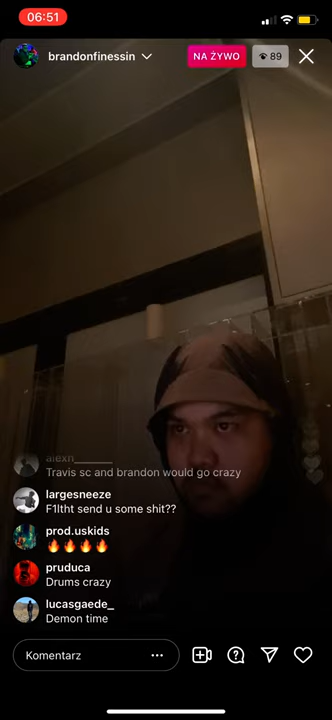 06:51
brandonfinessin
NA ŻYWO
89
alexh_______
Travis sc and brandon would go crazy
largesneeze
F1ltht send u some shit??
prod.uskids
🔥🔥🔥🔥
pruduca
Drums crazy
lucasgaede_
Demon time
Komentarz